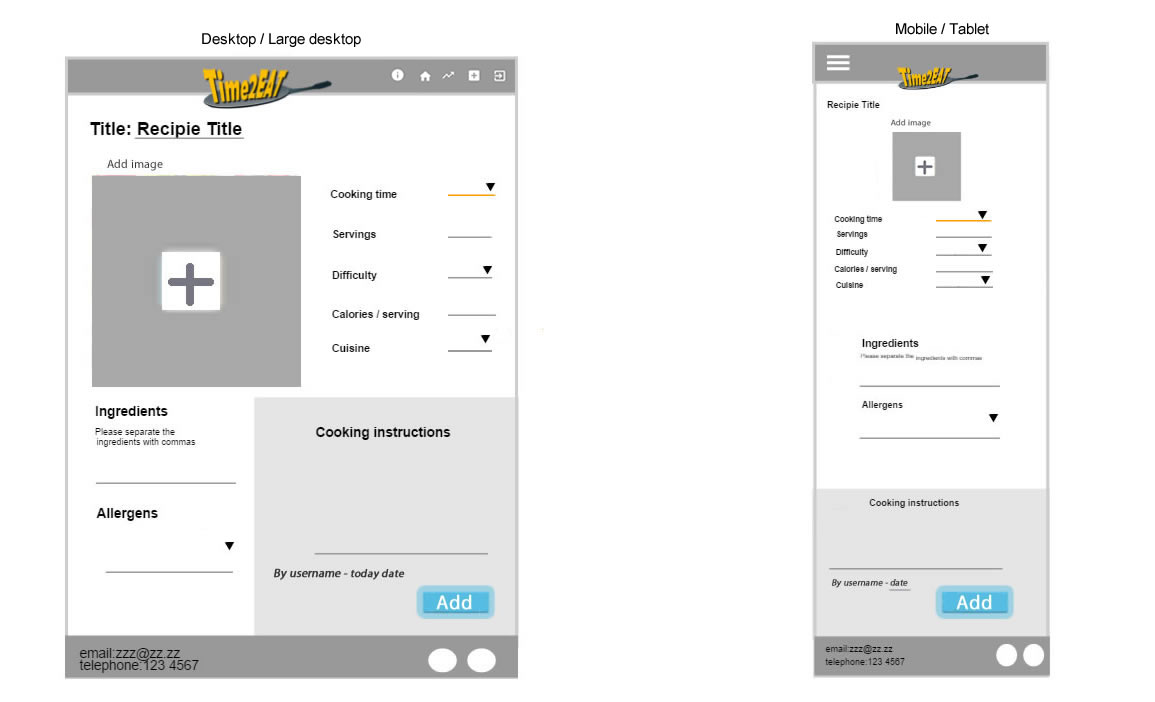 Desktop / Large desktop
Time2EAT
Title: Recipie Title
Add image
Cooking time
Servings
Difficulty
Calories / serving
Cuisine
Ingredients
Please separate the
ingredients with commas
Allergens
Cooking instructions
By username - today date
Add
email:zzz@zz.zz
telephone:123 4567
Mobile / Tablet
Time2EAT
Recipie Title
Add image
Cooking time
Servings
Difficulty
Calories / serving
Cuisine
Ingredients
Please separate the ingredients with commas
Allergens
Cooking instructions
By username - date
Add
email:zzz@zz.zz
telephone:123 4567